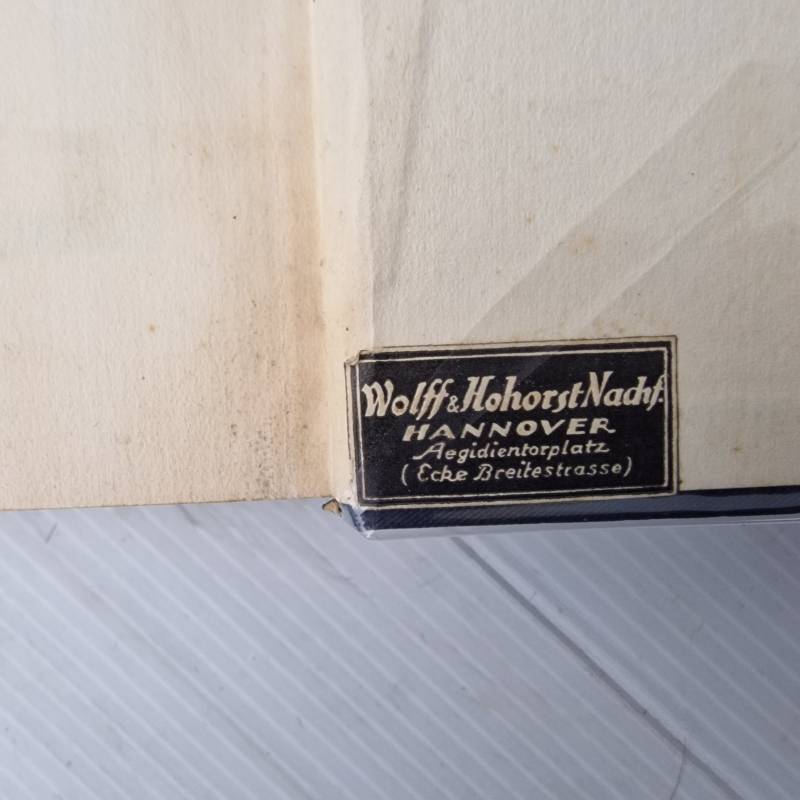 Wolff & Hohorst Nachf.
HANNOVER
Aegidientorplatz
(Ecke Breitestrasse)